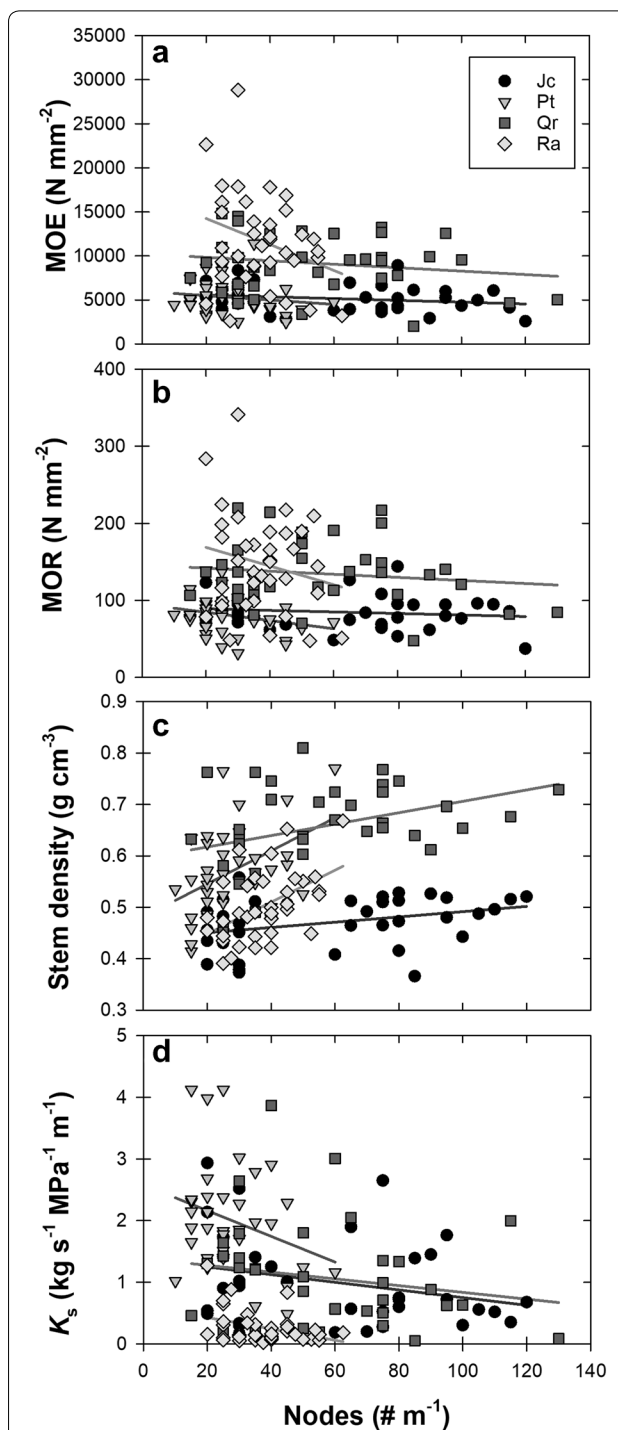 a
35000
30000
25000
20000
15000
10000
5000
0
MOE (N mm⁻²)
Jc
Pt
Qr
Ra
b
400
300
200
100
0
MOR (N mm⁻²)
c
0.9
0.8
0.7
0.6
0.5
0.4
0.3
Stem density (g cm⁻³)
d
5
4
3
2
1
0
Kₛ (kg s⁻¹ MPa⁻¹ m⁻¹)
0 20 40 60 80 100 120 140
Nodes (# m⁻¹)